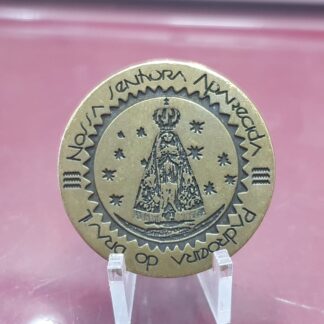 Nossa Senhora Aparecida
Padroeira do Brasil